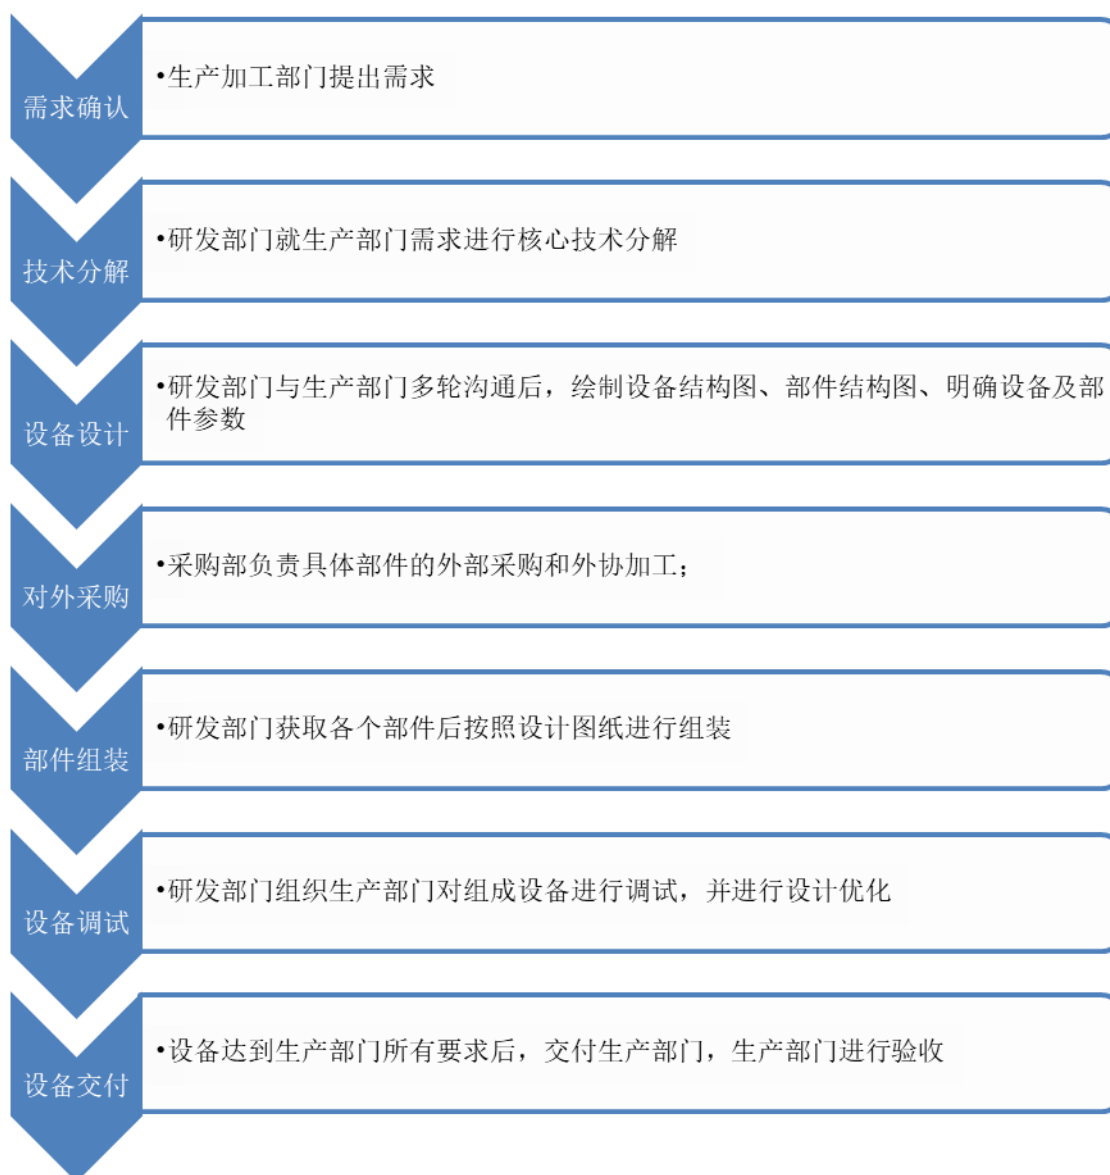 需求确认
•生产加工部门提出需求
技术分解
•研发部门就生产部门需求进行核心技术分解
设备设计
•研发部门与生产部门多轮沟通后，绘制设备结构图、部件结构图、明确设备及部
件参数
对外采购
•采购部负责具体部件的外部采购和外协加工；
部件组装
•研发部门获取各个部件后按照设计图纸进行组装
设备调试
•研发部门组织生产部门对组成设备进行调试，并进行设计优化
设备交付
•设备达到生产部门所有要求后，交付生产部门，生产部门进行验收